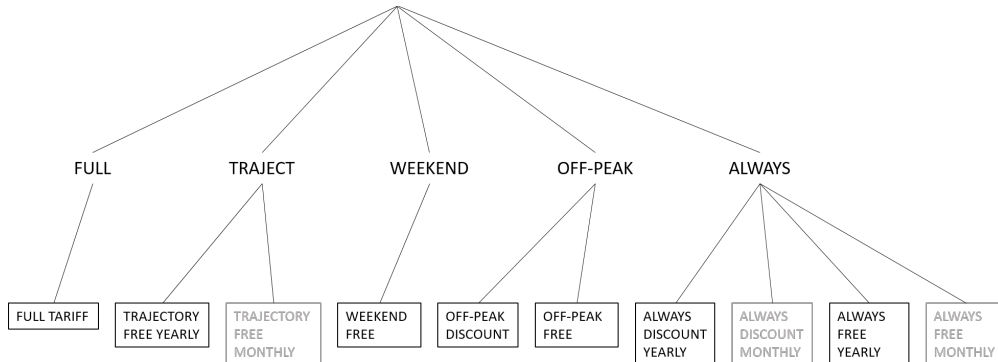 FULL
TRAJECT
WEEKEND
OFF-PEAK
ALWAYS
FULL TARIFF
TRAJECTORY
FREE YEARLY
TRAJECTORY
FREE
MONTHLY
WEEKEND
FREE
OFF-PEAK
DISCOUNT
OFF-PEAK
FREE
ALWAYS
DISCOUNT
YEARLY
ALWAYS
DISCOUNT
MONTHLY
ALWAYS
FREE
YEARLY
ALWAYS
FREE
MONTHLY